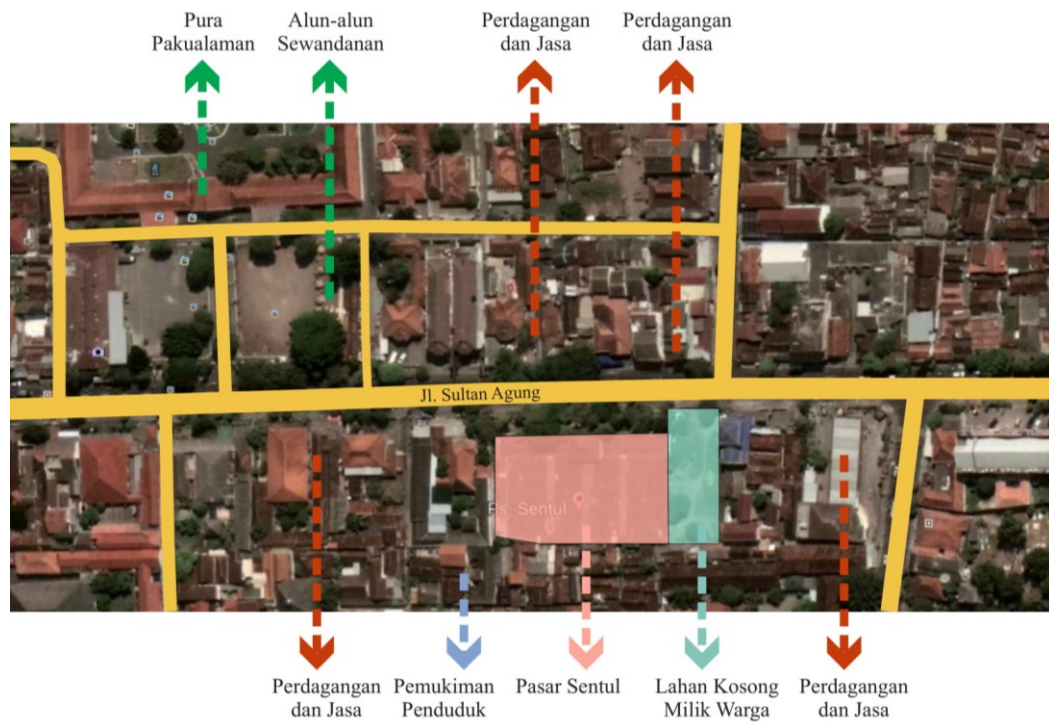 Pura
Pakualaman
Alun-alun
Sewandanan
Perdagangan
dan Jasa
Perdagangan
dan Jasa
Jl. Sultan Agung
Ps. Sentul
Perdagangan
dan Jasa
Pemukiman
Penduduk
Pasar Sentul
Lahan Kosong
Milik Warga
Perdagangan
dan Jasa